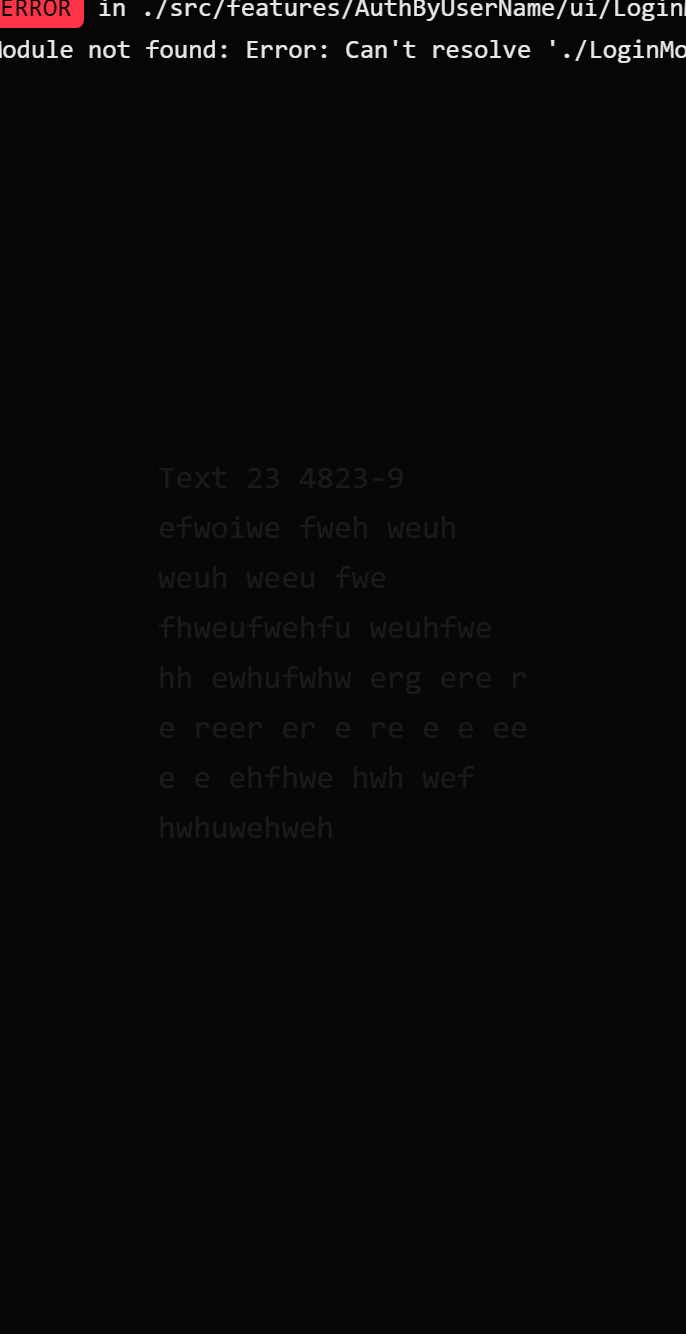 ERROR in ./src/features/AuthByUserName/ui/Login
Module not found: Error: Can't resolve './LoginMo
Text 23 4823-9
efwoiwe fweh weuh
weuh weeu fwe
fhweufwehfu weuhfwe
hh ewhufwhw erg ere r
e reer er e re e e ee
e e ehfhwe hwh wef
hwhuwehweh